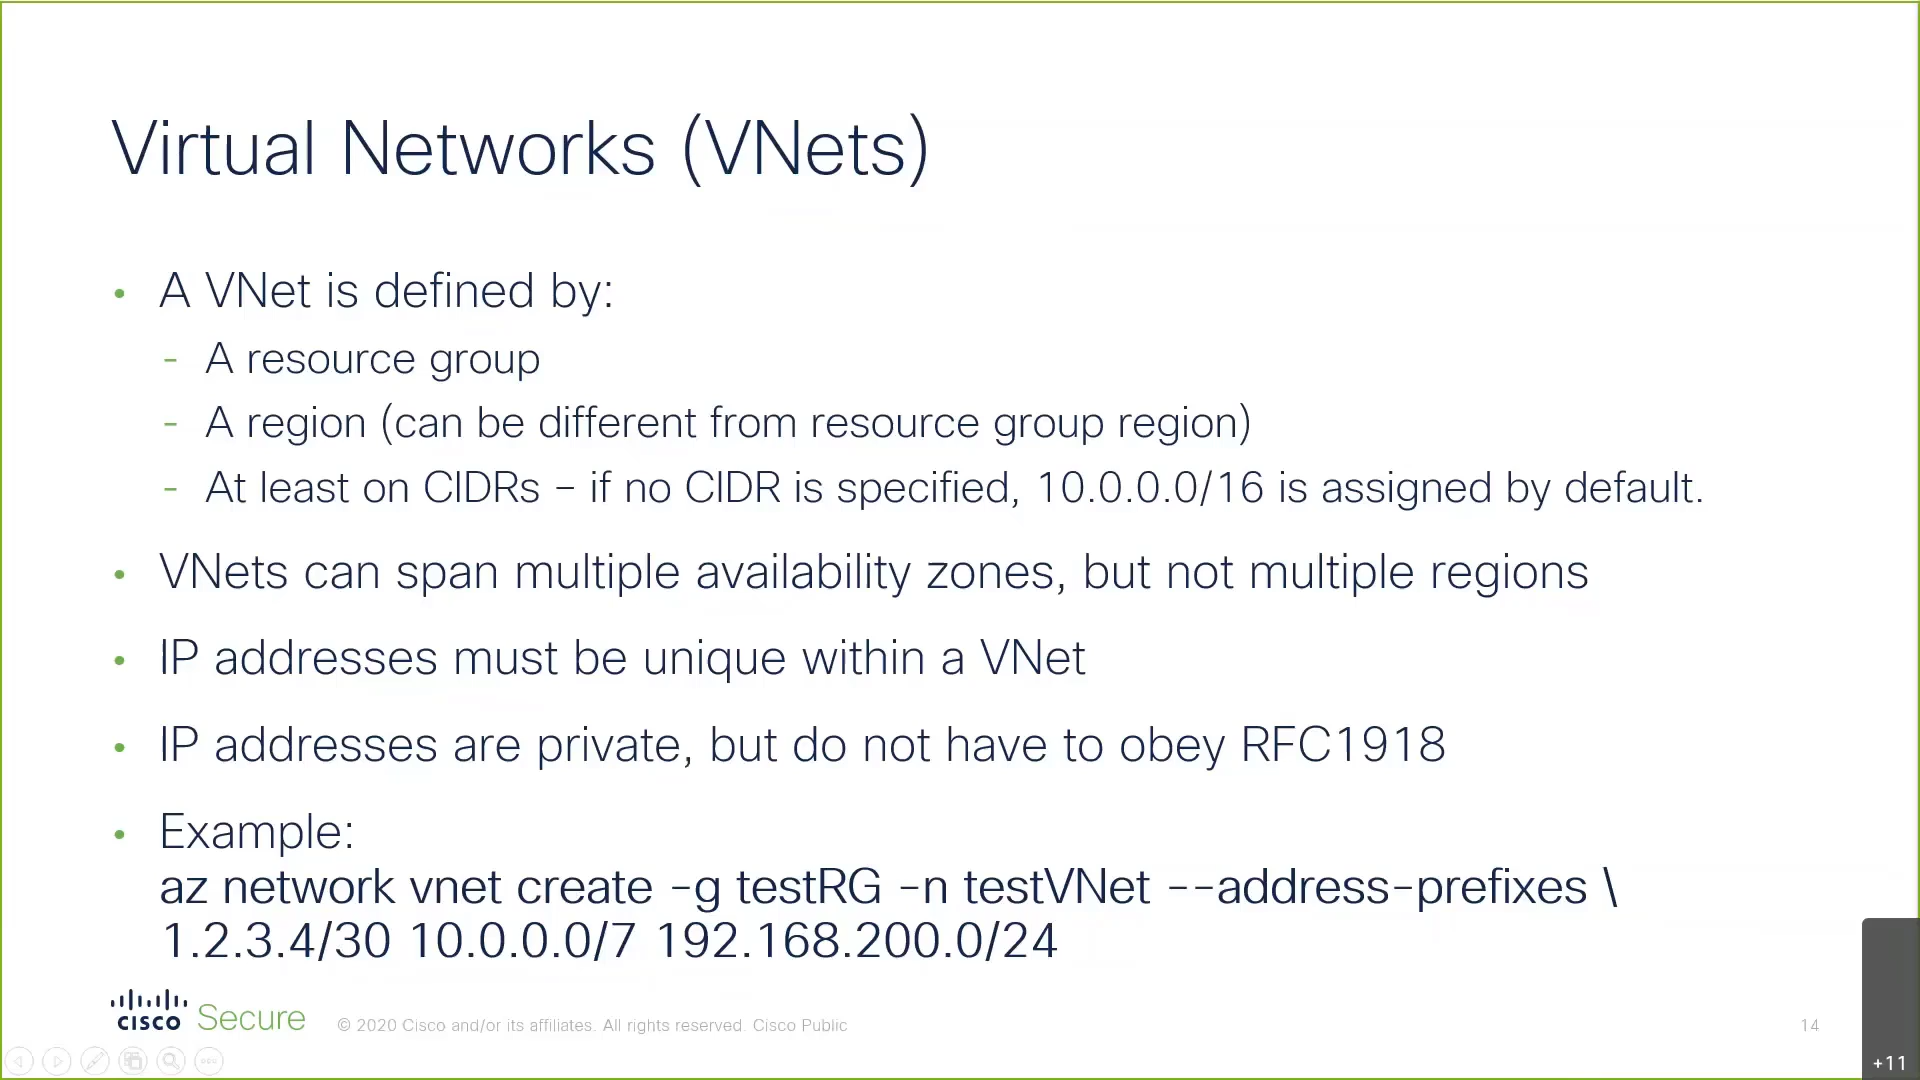 Virtual Networks (VNets)
• A VNet is defined by:
- A resource group
- A region (can be different from resource group region)
- At least on CIDRs – if no CIDR is specified, 10.0.0.0/16 is assigned by default.
• VNets can span multiple availability zones, but not multiple regions
• IP addresses must be unique within a VNet
• IP addresses are private, but do not have to obey RFC1918
• Example:
az network vnet create -g testRG -n testVNet --address-prefixes \
1.2.3.4/30 10.0.0.0/7 192.168.200.0/24
CISCO Secure
© 2020 Cisco and/or its affiliates. All rights reserved. Cisco Public
14
+11